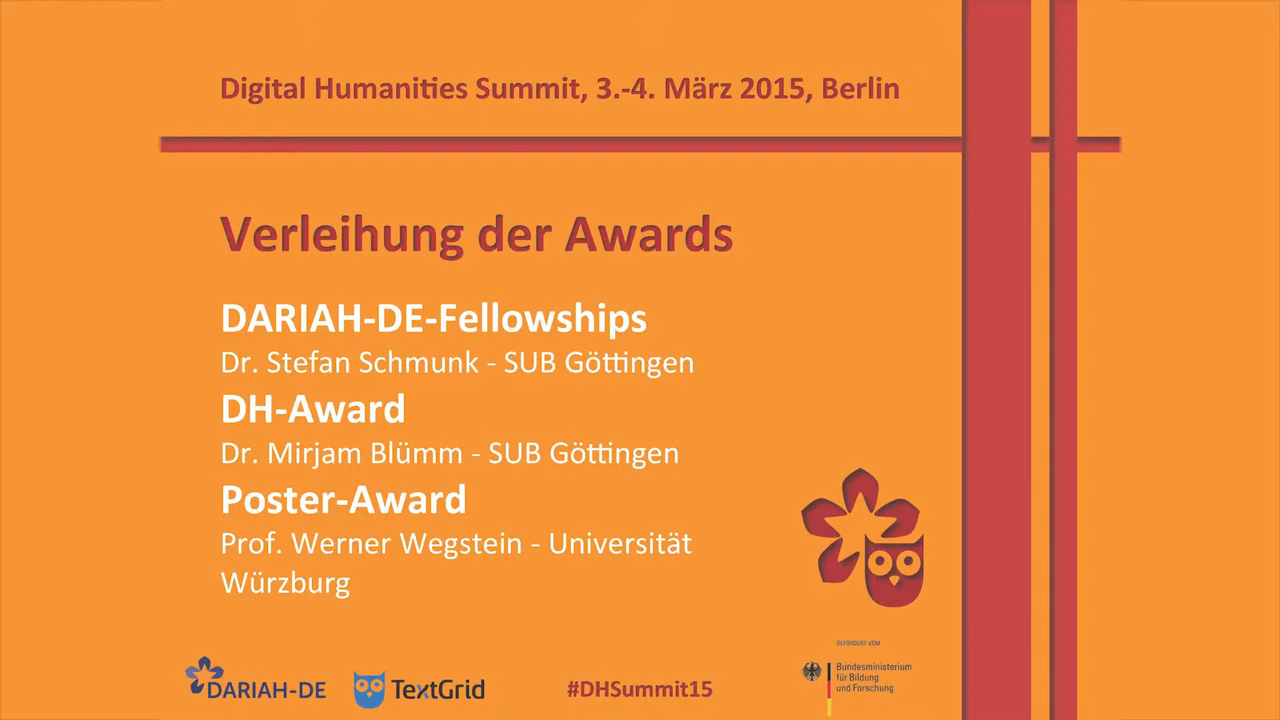 Digital Humanities Summit, 3.-4. März 2015, Berlin
Verleihung der Awards
DARIAH-DE-Fellowships
Dr. Stefan Schmunk - SUB Göttingen
DH-Award
Dr. Mirjam Blümm - SUB Göttingen
Poster-Award
Prof. Werner Wegstein - Universität
Würzburg
GEFÖRDERT VOM
Bundesministerium
für Bildung
und Forschung
DARIAH-DE
TextGrid
#DHSummit15